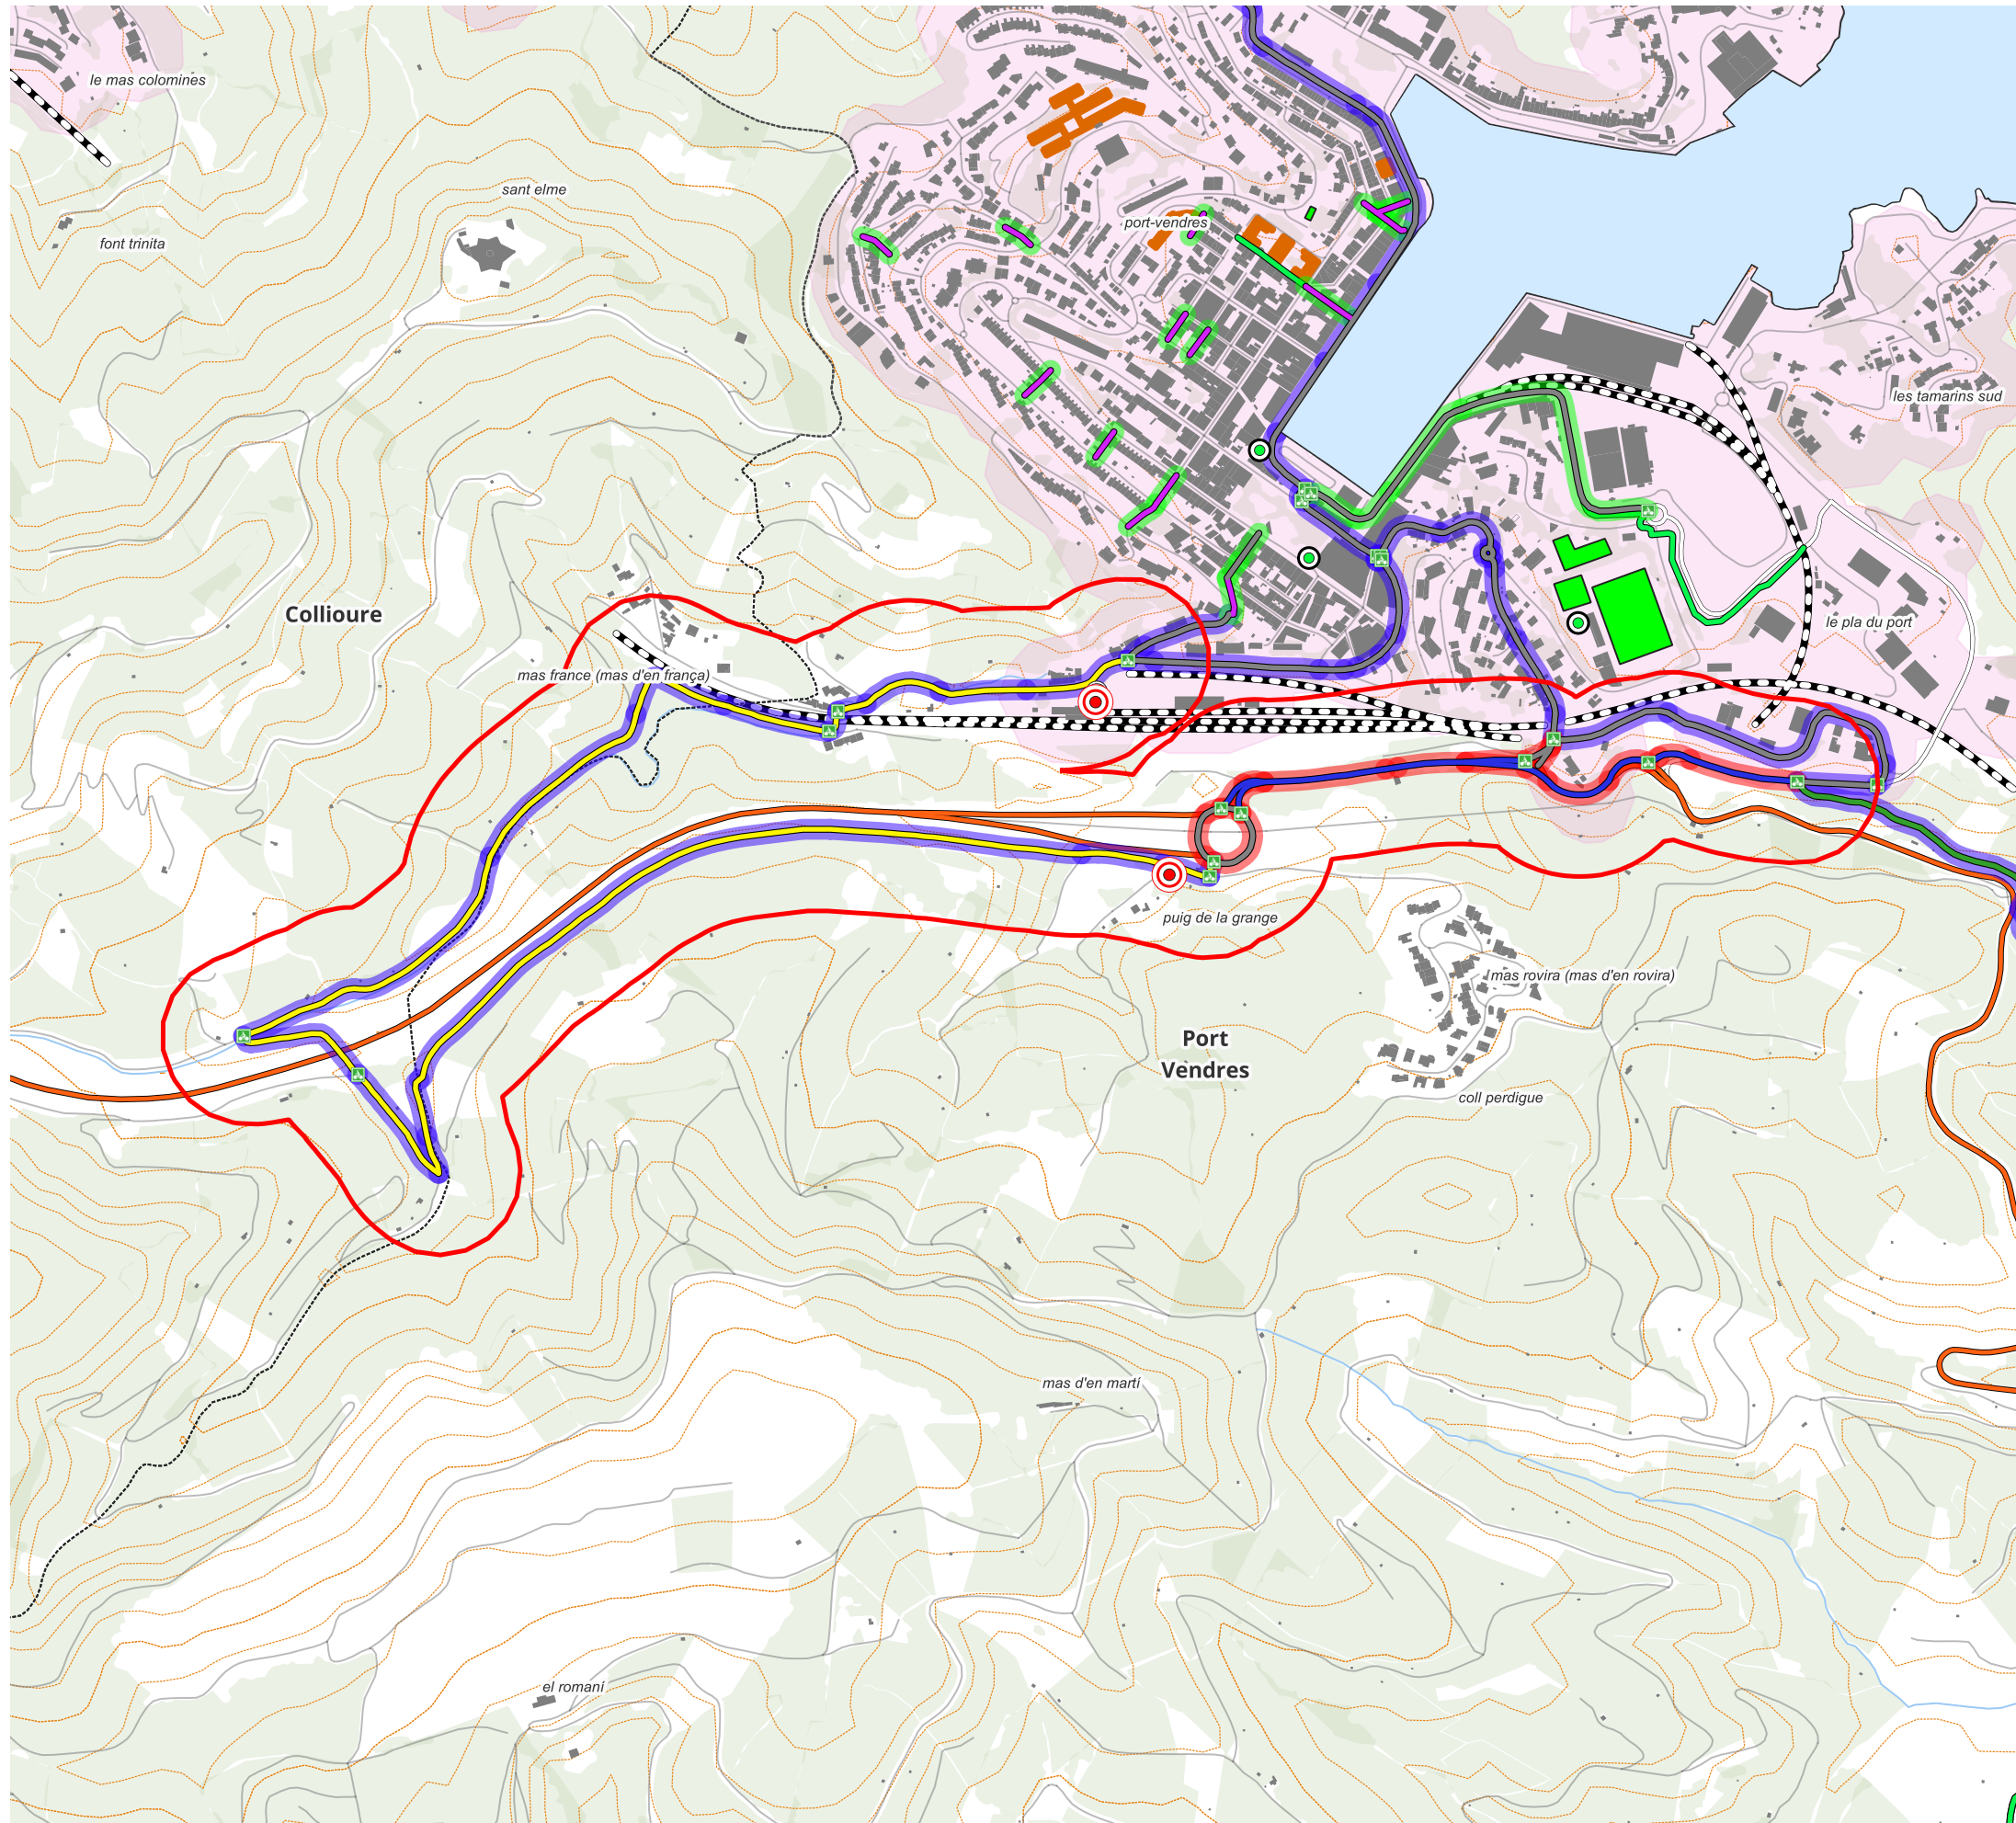 le mas colomines
sant elme
port-vendres
font trinita
les tamarins sud
Collioure
le pla du port
mas france (mas d'en frança)
puig de la grange
mas rovira (mas d'en rovira)
Port
Vendres
coll perdigue
mas d'en martí
el romaní